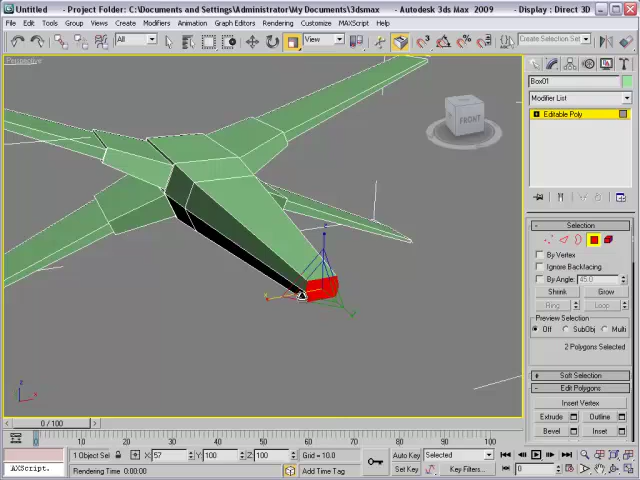 Untitled - Project Folder: C:\Documents and Settings\Administrator\My Documents\3dsmax - Autodesk 3ds Max 2009 - Display : Direct 3D
File Edit Tools Group Views Create Modifiers Animation Graph Editors Rendering Customize MAXScript Help
All View Create Selection Set
Perspective
FRONT
Box01
Modifier List
Editable Poly
Selection
By Vertex
Ignore Backfacing
By Angle: 45.0
Shrink Grow
Ring Loop
Preview Selection
Off SubObj Multi
2 Polygons Selected
Soft Selection
Edit Polygons
Insert Vertex
Extrude Outline
Bevel Inset
z
x
0 / 100
0 10 20 30 40 50 60 70 80 90 100
1 Object Sel X: 57 Y: 100 Z: 100 Grid = 10.0 Auto Key Selected
AXScript. Rendering Time 0:00:00 Add Time Tag Set Key Key Filters... 0